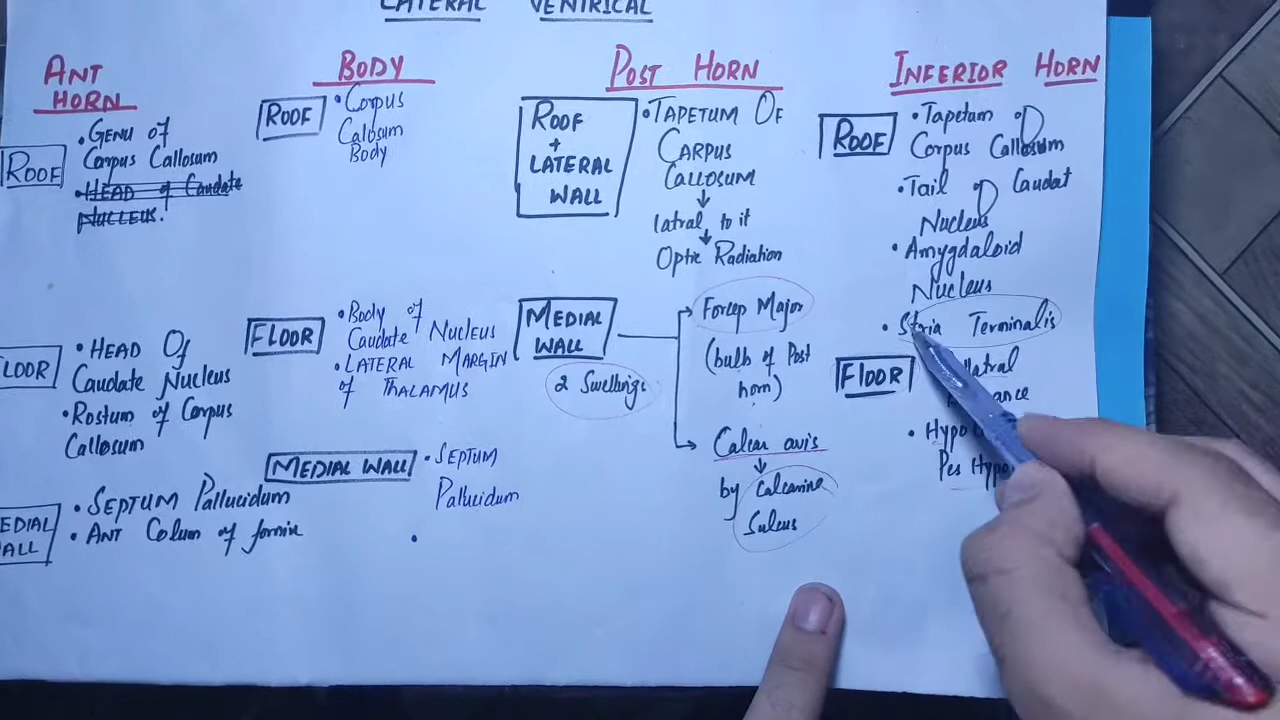 LATERAL VENTRICAL
ANT
HORN
ROOF
• GENU of
Corpus Callosum
• HEAD of Caudate
NUCLEUS.
• HEAD Of
Caudate Nucleus
• Rostum of Corpus
Callosum
• SEPTUM Pallucidum
• ANT Colum of fornix
BODY
ROOF
• Corpus
Calosum
Body
FLOOR
• Body of
Caudate Nucleus
• LATERAL MARGIN
of THALAMUS
MEDIAL WALL
• SEPTUM
Pallucidum
•
POST HORN
ROOF
+
LATERAL
WALL
• TAPETUM OF
CARPUS
CALLOSUM
↓
latral to it
↓
Optic Radiation
MEDIAL
WALL
2 Swellings
Forcep Major
(bulb of Post
horn)
Calcar avis
↓
by Calcarine
Sulcus
INFERIOR HORN
ROOF
• Tapetum of
Corpus Callosum
• Tail of Caudat
Nucleus
• Amygdaloid
Nucleus
• Stria Terminalis
FLOOR
• Hypo
Pes Hypo